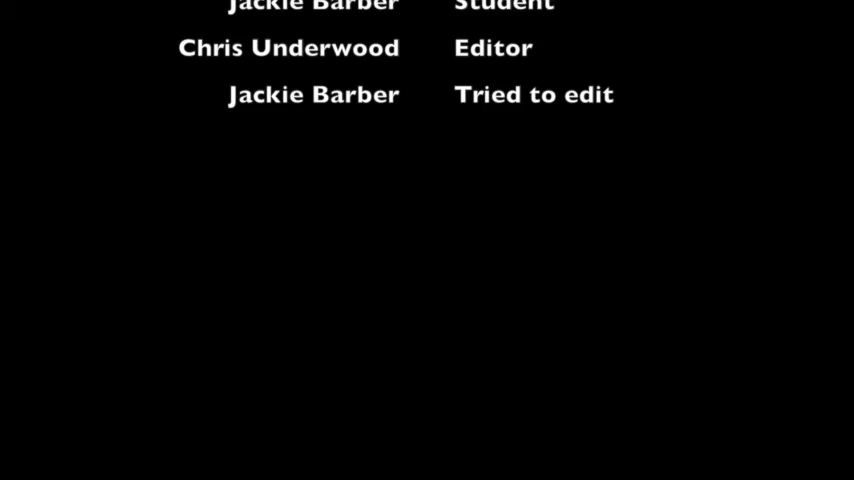 Jackie Barber Student
Chris Underwood Editor
Jackie Barber Tried to edit